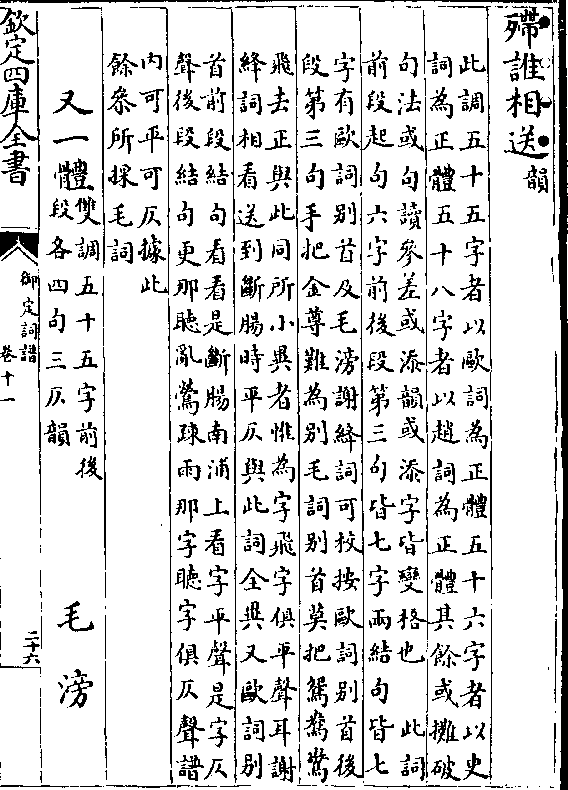 殢誰相送韻
此調五十五字者以歐詞為正體五十六字者以史
詞為正體五十八字者以趙詞為正體其餘或攤破
句法或句讀參差或添韻或添字皆變格也　此詞
前段起句六字前後段第三句皆七字兩結句皆七
字有歐詞别首及毛滂謝絳詞可校按歐詞别首後
段第三句手把金尊難為别毛詞别首莫把鴛鴦驚
飛去正與此同所小異者惟為字飛字俱平聲耳謝
絳詞相看送到斷腸時平仄與此詞全異又歐詞别
首前段結句看看是斷腸南浦上看字平聲是字仄
聲後段結句更那聽亂鶯疎雨那字聽字俱仄聲譜
内可平可仄據此
餘參所採毛詞
又一體雙調五十五字前後
段各四句三仄韻　毛滂
欽定四庫全書
御定詞譜
卷十一
二十六